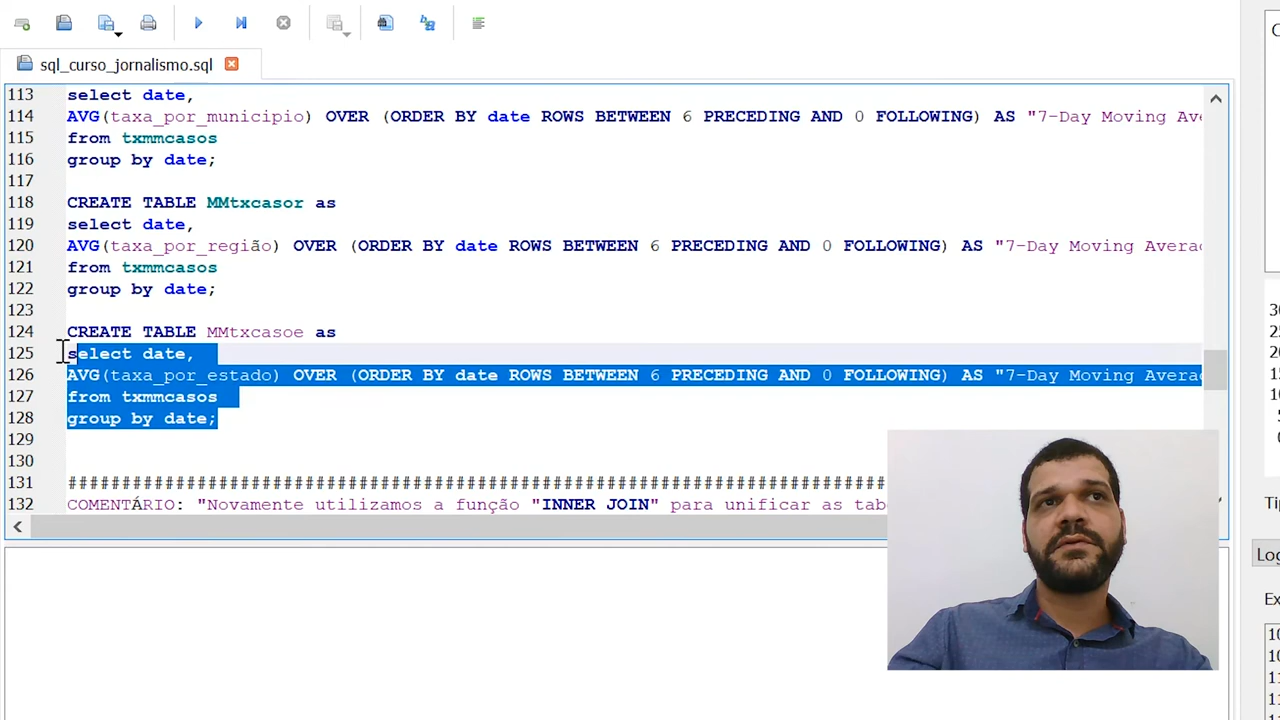 sql_curso_jornalismo.sql
113 select date,
114 AVG(taxa_por_municipio) OVER (ORDER BY date ROWS BETWEEN 6 PRECEDING AND 0 FOLLOWING) AS "7-Day Moving Ave
115 from txmmcasos
116 group by date;
117
118 CREATE TABLE MMtxcasor as
119 select date,
120 AVG(taxa_por_região) OVER (ORDER BY date ROWS BETWEEN 6 PRECEDING AND 0 FOLLOWING) AS "7-Day Moving Averag
121 from txmmcasos
122 group by date;
123
124 CREATE TABLE MMtxcasoe as
125 select date,
126 AVG(taxa_por_estado) OVER (ORDER BY date ROWS BETWEEN 6 PRECEDING AND 0 FOLLOWING) AS "7-Day Moving Averag
127 from txmmcasos
128 group by date;
129
130
131 ############################################################################
132 COMENTÁRIO: "Novamente utilizamos a função "INNER JOIN" para unificar as tabe